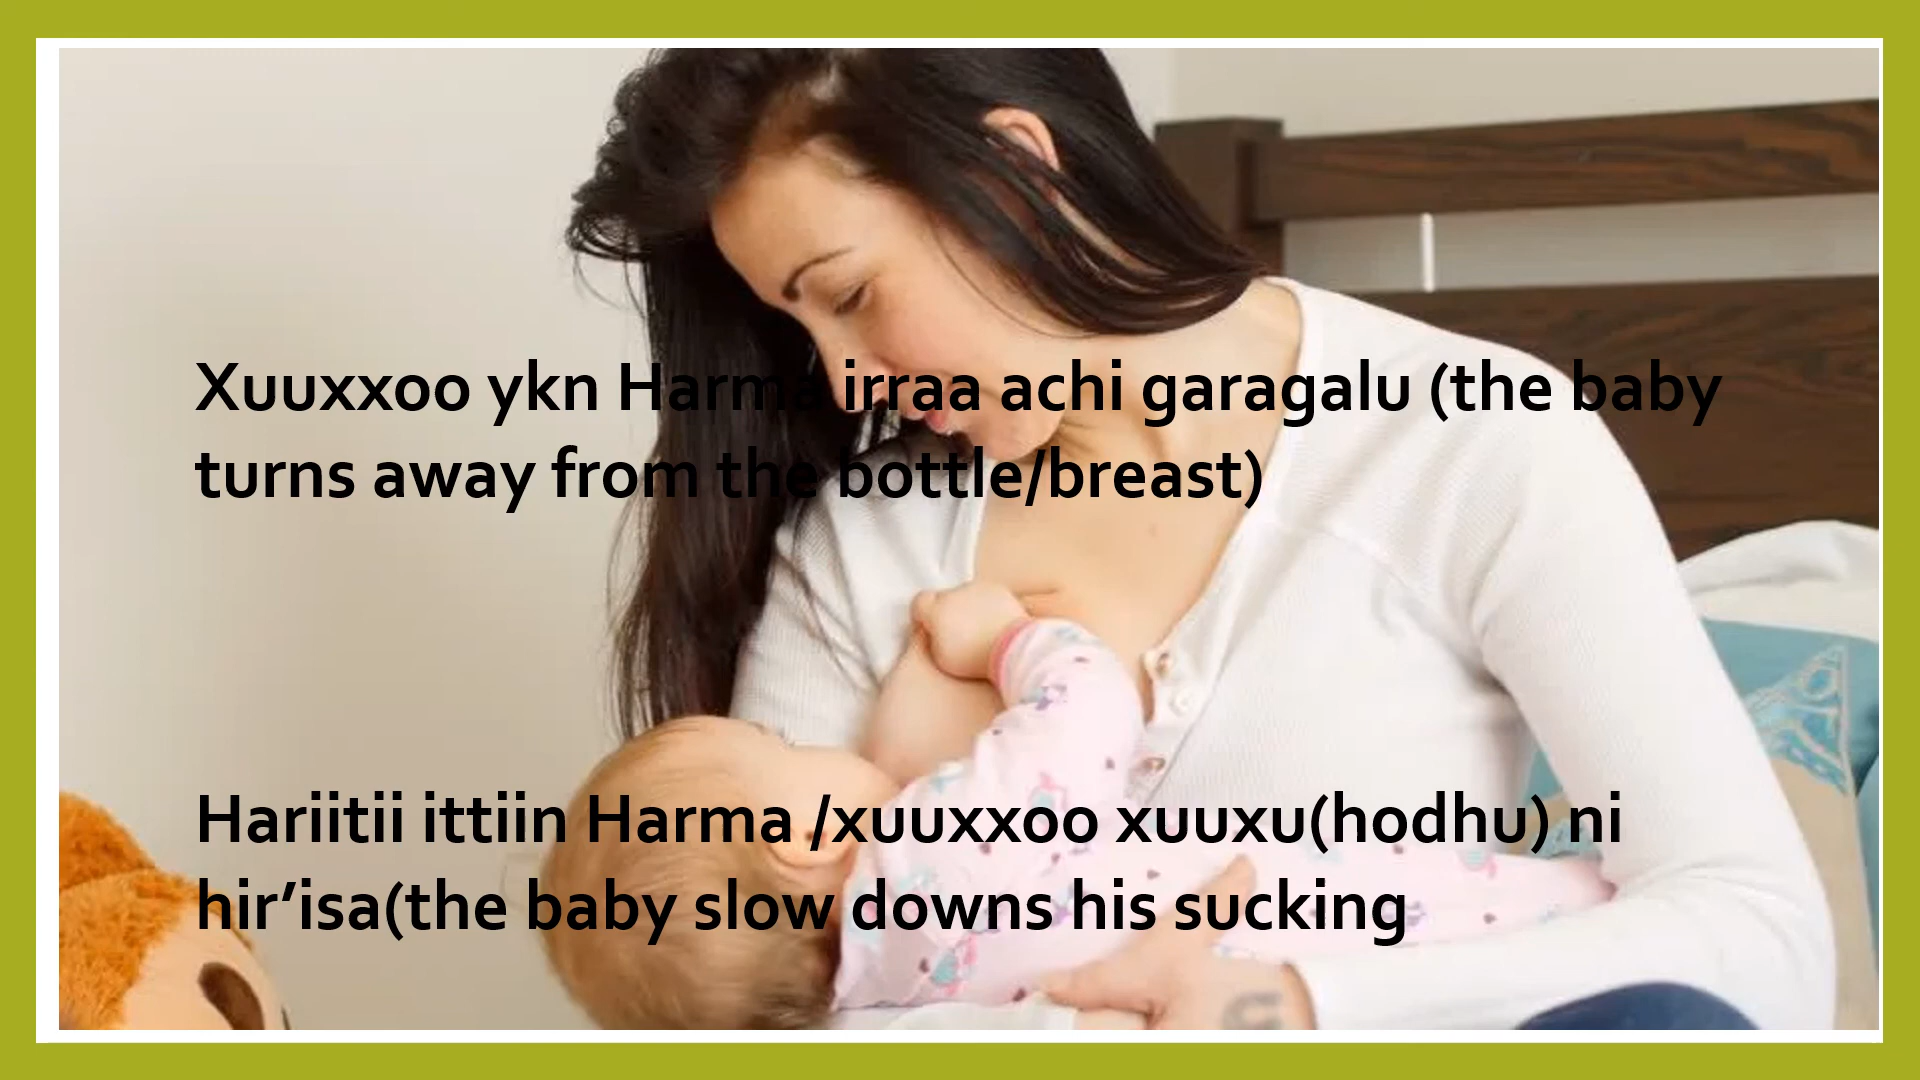 Xuuxxoo ykn Harma irraa achi garagalu (the baby
turns away from the bottle/breast)
Hariitii ittiin Harma /xuuxxoo xuuxu(hodhu) ni
hir’isa(the baby slow downs his sucking